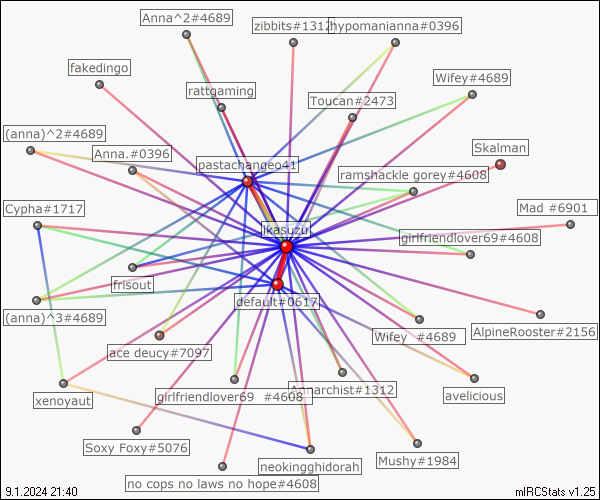 Anna^2#4689
zibbits#1312
hypomanianna#0396
fakedingo
Wifey#4689
rattgaming
Toucan#2473
(anna)^2#4689
Anna.#0396
Skalman
pastachangeo41
ramshackle gorey#4608
Cypha#1717
Mad #6901
ikasuzu
girlfriendlover69#4608
frlsout
default#0617
(anna)^3#4689
Wifey #4689
AlpineRooster#2156
ace deucy#7097
xenoyaut
girlfriendlover69 #4608
Annarchist#1312
avelicious
Soxy Foxy#5076
neokingghidorah
Mushy#1984
no cops no laws no hope#4608
9.1.2024 21:40
mIRCStats v1.25